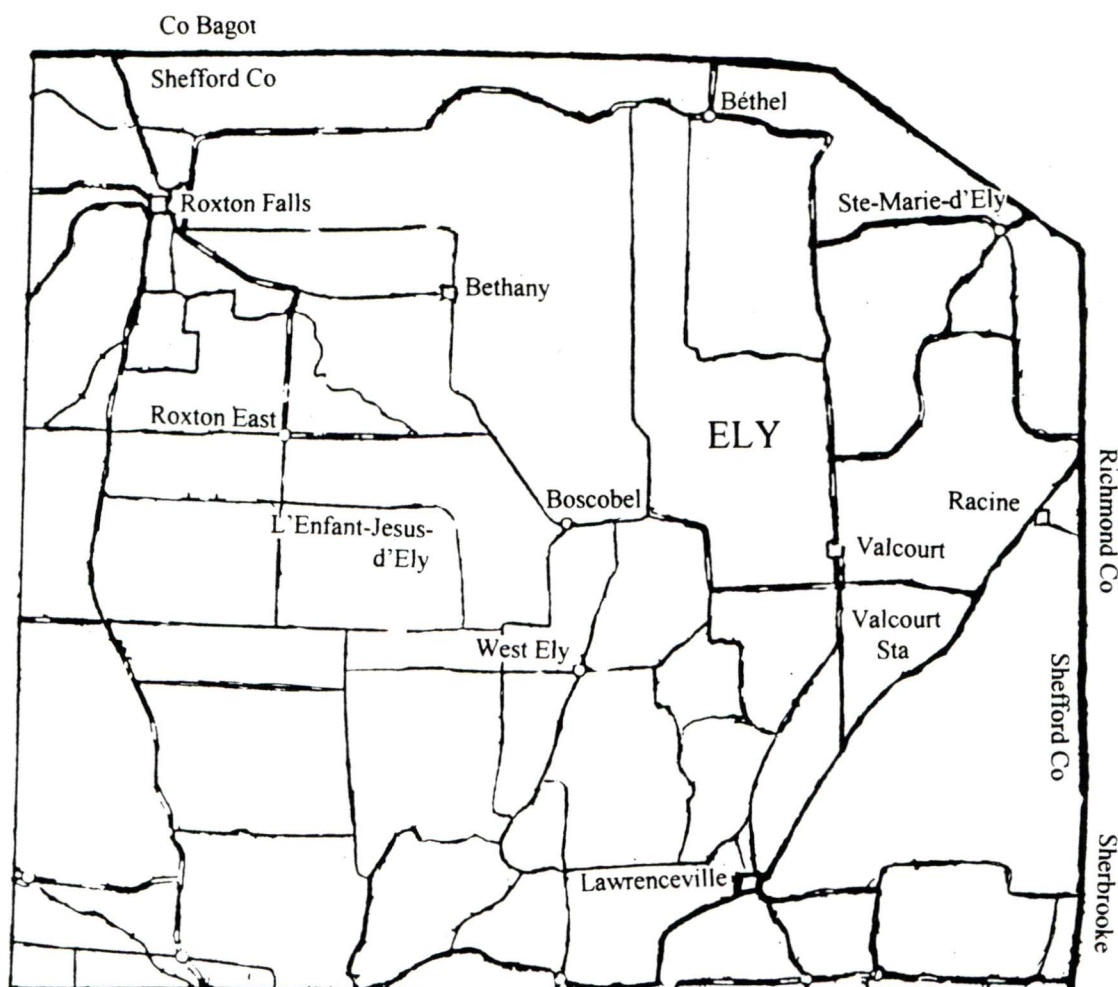 Co Bagot
Shefford Co
Béthel
Ste-Marie-d'Ely
Roxton Falls
Bethany
Roxton East
ELY
Richmond Co
Racine
Boscobel
L'Enfant-Jesus-
d'Ely
Valcourt
Valcourt
Sta
West Ely
Shefford Co
Sherbrooke
Lawrenceville